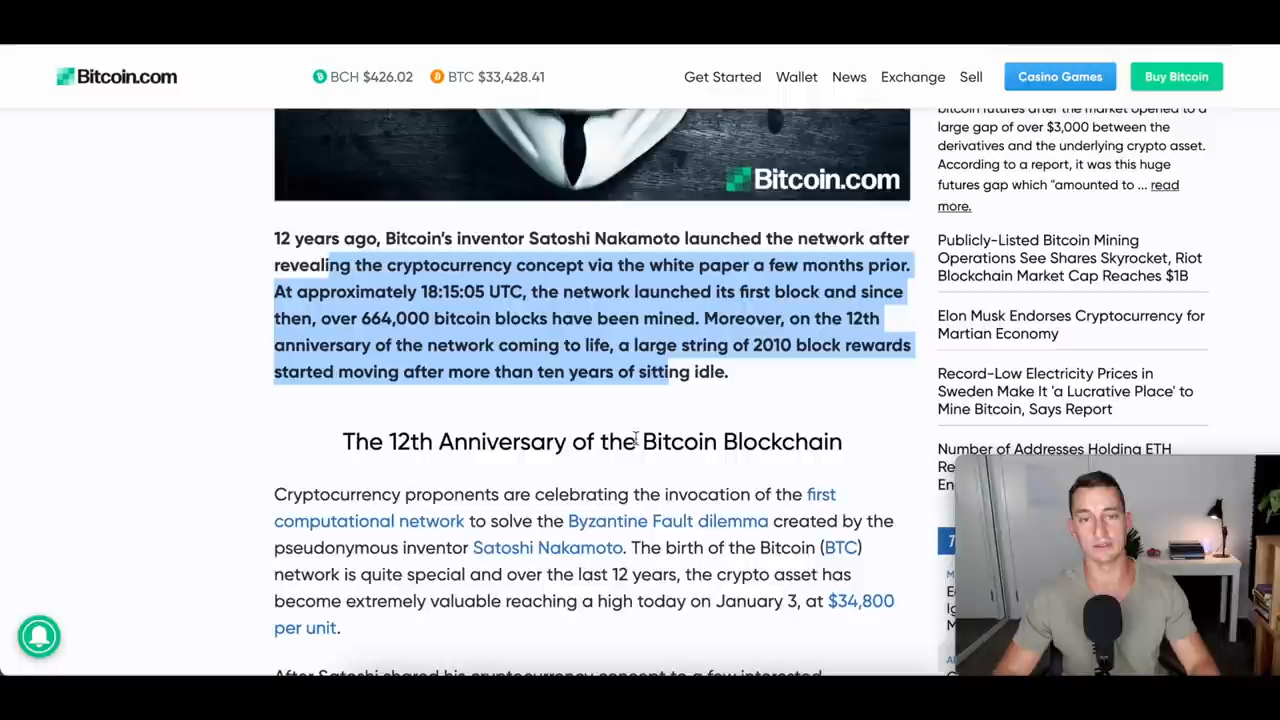 Bitcoin.com
BCH $426.02
BTC $33,428.41
Get Started
Wallet
News
Exchange
Sell
Casino Games
Buy Bitcoin
Bitcoin.com
12 years ago, Bitcoin's inventor Satoshi Nakamoto launched the network after
revealing the cryptocurrency concept via the white paper a few months prior.
At approximately 18:15:05 UTC, the network launched its first block and since
then, over 664,000 bitcoin blocks have been mined. Moreover, on the 12th
anniversary of the network coming to life, a large string of 2010 block rewards
started moving after more than ten years of sitting idle.
The 12th Anniversary of the Bitcoin Blockchain
Cryptocurrency proponents are celebrating the invocation of the first
computational network to solve the Byzantine Fault dilemma created by the
pseudonymous inventor Satoshi Nakamoto. The birth of the Bitcoin (BTC)
network is quite special and over the last 12 years, the crypto asset has
become extremely valuable reaching a high today on January 3, at $34,800
per unit.
After Satoshi shared his cryptocurrency concept to a few interested
bitcoin futures after the market opened to a
large gap of over $3,000 between the
derivatives and the underlying crypto asset.
According to a report, it was this huge
futures gap which "amounted to ... read
more.
Publicly-Listed Bitcoin Mining
Operations See Shares Skyrocket, Riot
Blockchain Market Cap Reaches $1B
Elon Musk Endorses Cryptocurrency for
Martian Economy
Record-Low Electricity Prices in
Sweden Make It 'a Lucrative Place' to
Mine Bitcoin, Says Report
Number of Addresses Holding ETH